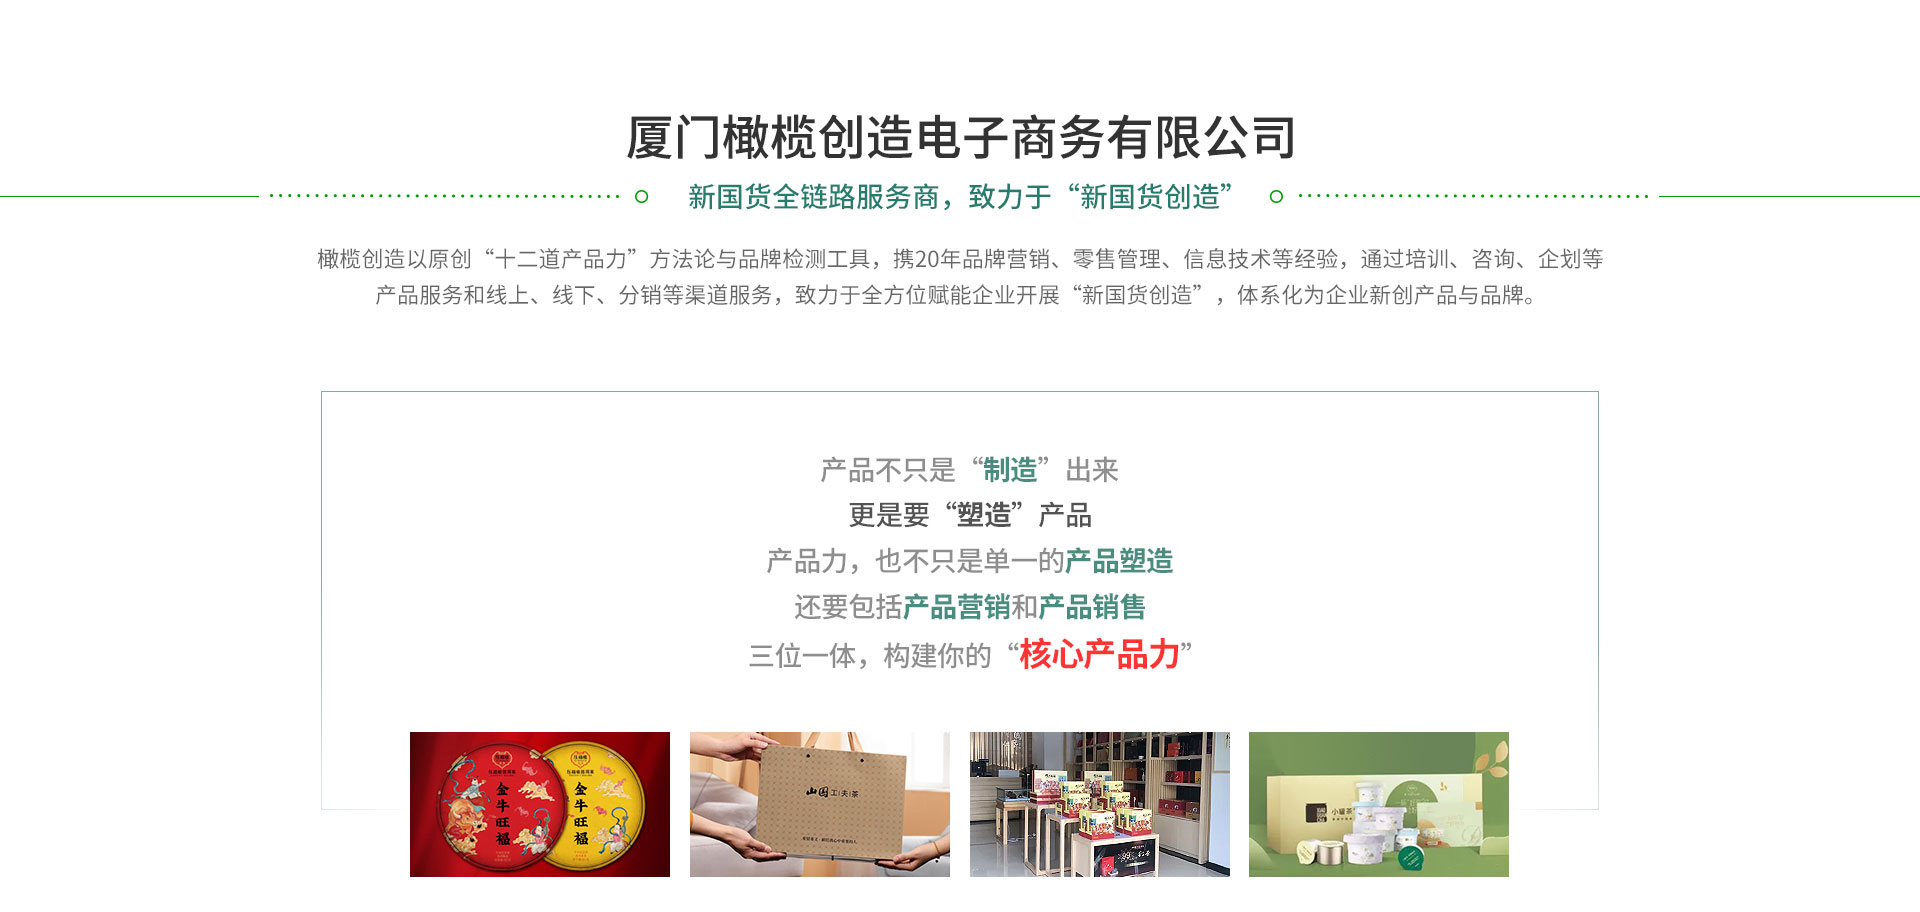 厦门橄榄创造电子商务有限公司
新国货全链路服务商，致力于“新国货创造”
橄榄创造以原创“十二道产品力”方法论与品牌检测工具，携20年品牌营销、零售管理、信息技术等经验，通过培训、咨询、企划等
产品服务和线上、线下、分销等渠道服务，致力于全方位赋能企业开展“新国货创造”，体系化为企业新创产品与品牌。
产品不只是“制造”出来
更是要“塑造”产品
产品力，也不只是单一的产品塑造
还要包括产品营销和产品销售
三位一体，构建你的“核心产品力”
金牛旺福
金牛旺福
山国工夫茶
小罐茶